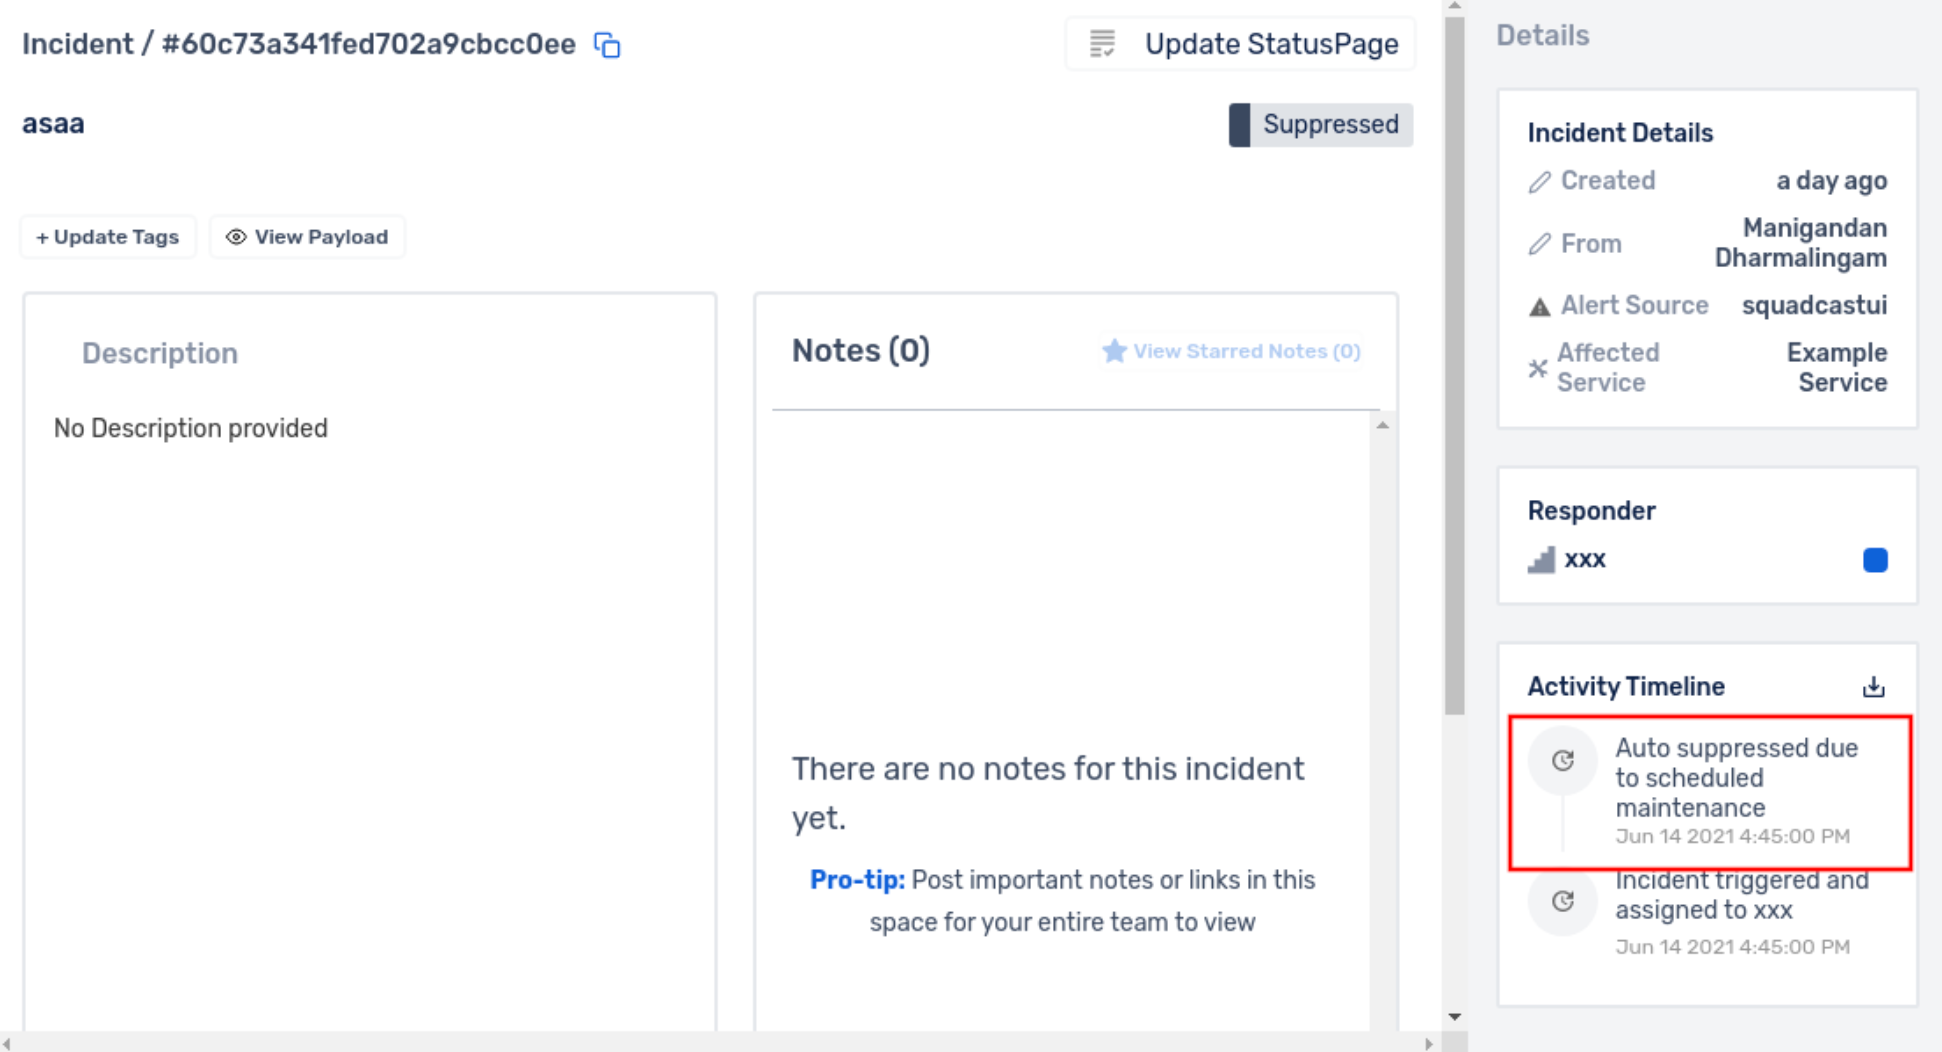 Incident / #60c73a341fed702a9cbcc0ee
Update StatusPage
asaa
Suppressed
+ Update Tags
View Payload
Description
No Description provided
Notes (0)
View Starred Notes (0)
There are no notes for this incident
yet.
Pro-tip: Post important notes or links in this
space for your entire team to view
Details
Incident Details
Created a day ago
From Manigandan
Dharmalingam
Alert Source squadcastui
Affected Example
Service Service
Responder
xxx
Activity Timeline
Auto suppressed due
to scheduled
maintenance
Jun 14 2021 4:45:00 PM
Incident triggered and
assigned to xxx
Jun 14 2021 4:45:00 PM